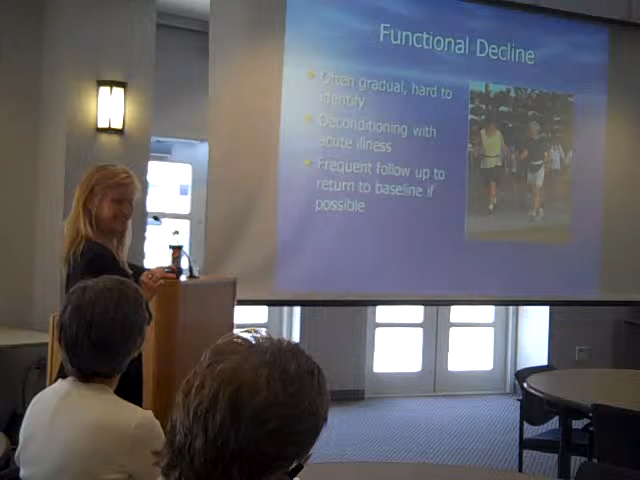 Functional Decline
Often gradual, hard to
identify
Deconditioning with
acute illness
Frequent follow up to
return to baseline if
possible